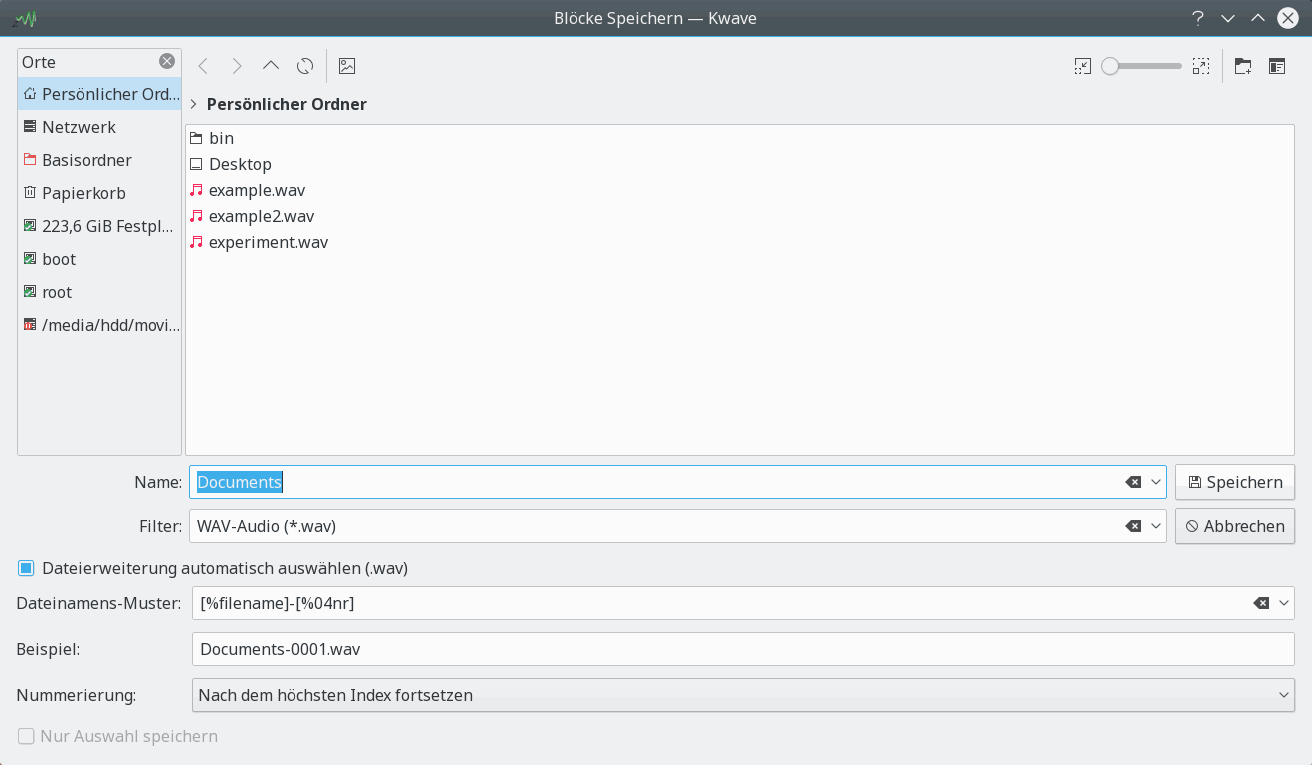 Blöcke Speichern — Kwave
Orte
Persönlicher Ord...
Netzwerk
Basisordner
Papierkorb
223,6 GiB Festpl...
boot
root
/media/hdd/movi...
Persönlicher Ordner
bin
Desktop
example.wav
example2.wav
experiment.wav
Name: Documents Speichern
Filter: WAV-Audio (*.wav) Abbrechen
Dateierweiterung automatisch auswählen (.wav)
Dateinamens-Muster: [%filename]-[%04nr]
Beispiel: Documents-0001.wav
Nummerierung: Nach dem höchsten Index fortsetzen
Nur Auswahl speichern